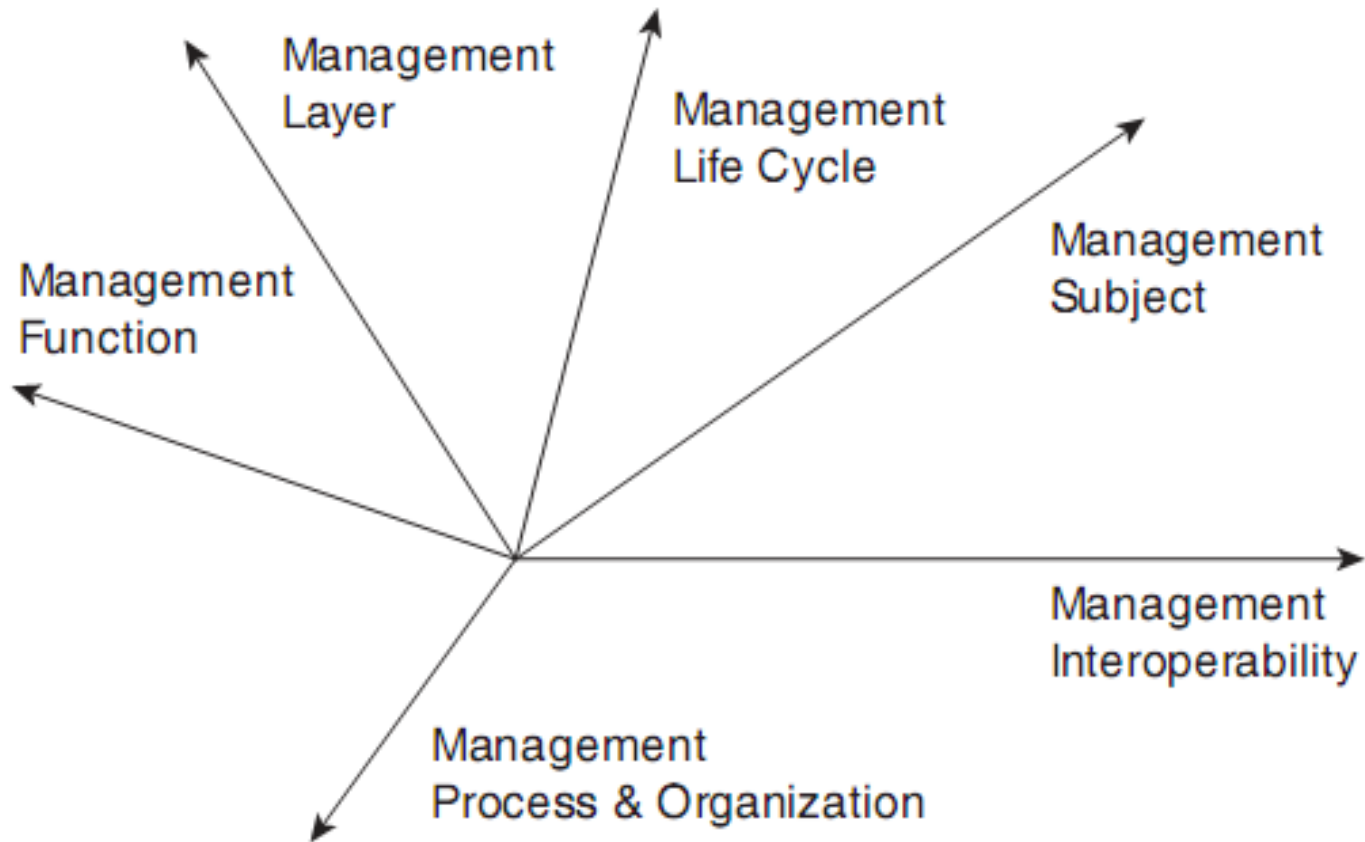 Management
Layer
Management
Life Cycle
Management
Subject
Management
Function
Management
Interoperability
Management
Process & Organization